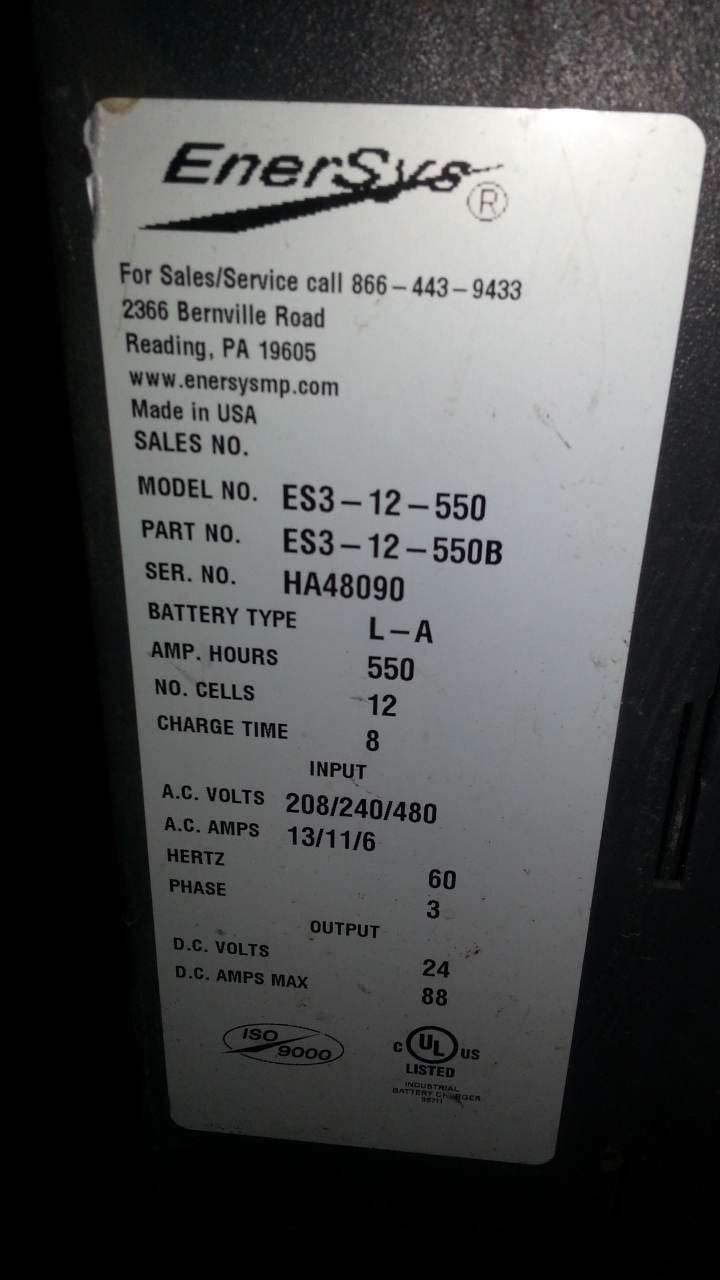 EnerSys®
For Sales/Service call 866-443-9433
2366 Bernville Road
Reading, PA 19605
www.enersysmp.com
Made in USA
SALES NO.
MODEL NO. ES3-12-550
PART NO. ES3-12-550B
SER. NO. HA48090
BATTERY TYPE L-A
AMP. HOURS 550
NO. CELLS 12
CHARGE TIME 8
INPUT
A.C. VOLTS 208/240/480
A.C. AMPS 13/11/6
HERTZ 60
PHASE 3
OUTPUT
D.C. VOLTS 24
D.C. AMPS MAX 88
ISO 9000
C UL US
LISTED
INDUSTRIAL
BATTERY CHARGER